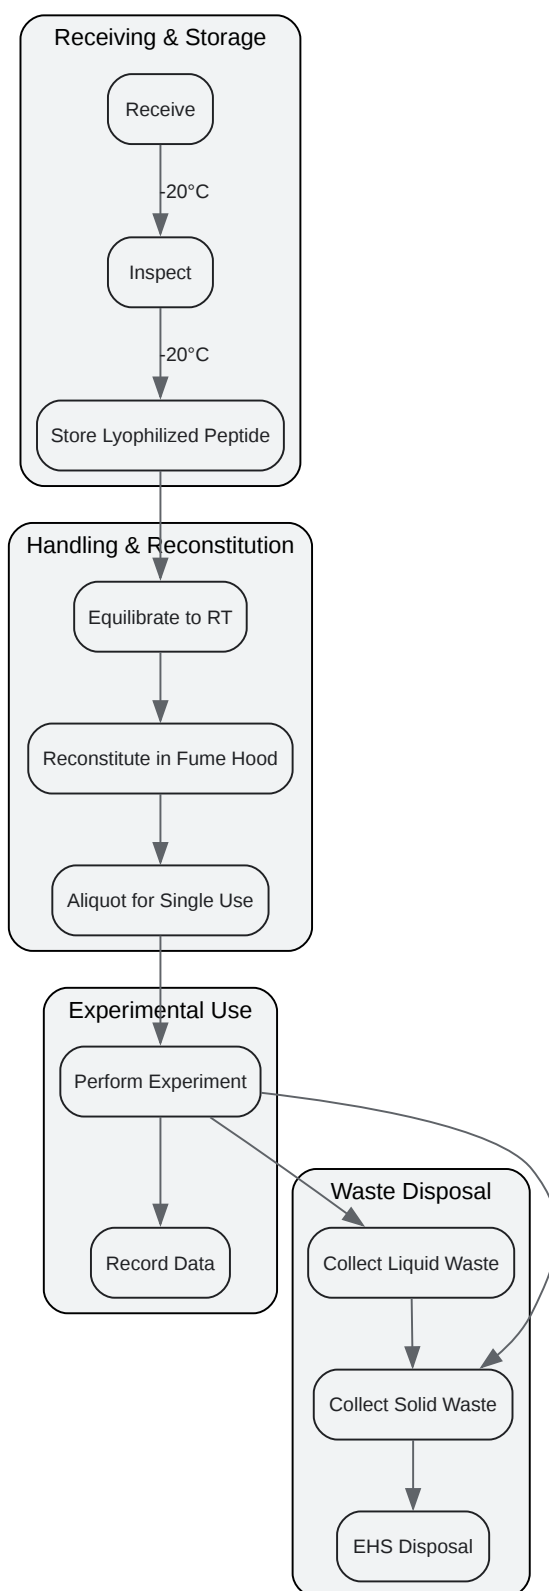 Receiving & Storage
Receive
-20°C
Inspect
-20°C
Store Lyophilized Peptide
Handling & Reconstitution
Equilibrate to RT
Reconstitute in Fume Hood
Aliquot for Single Use
Experimental Use
Perform Experiment
Waste Disposal
Record Data
Collect Liquid Waste
Collect Solid Waste
EHS Disposal